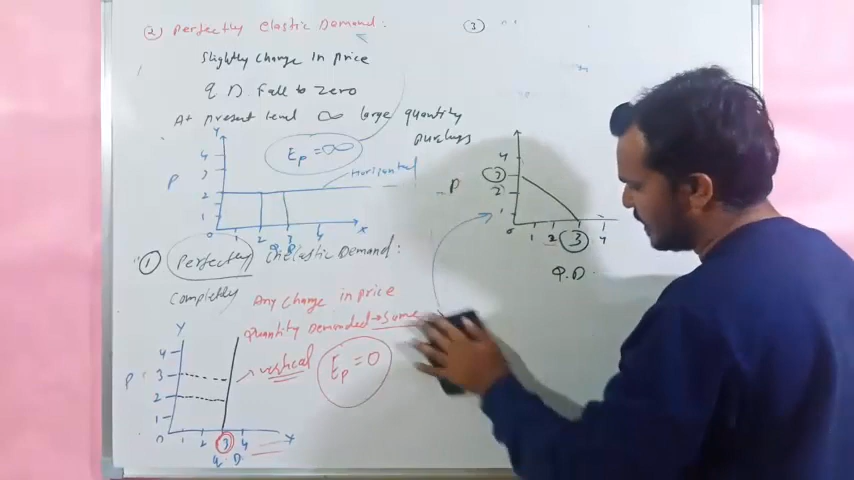 ② Perfectly elastic Demand:
Slightly change in price
Q D. Fall to zero
At present level ∞ large quantity
Y
4
3
P
2
1
0
1 2 3 4
X
Ep = ∞
Horizontal
① Perfectly inelastic Demand:
Completely Any change in price
Quantity Demanded → same
Y
4
P 3
2
1
0
2 3 4
X
Q. D.
vertical
Ep = 0
③
4
3
P 2
1
0
1 2 3 4
Q. D.